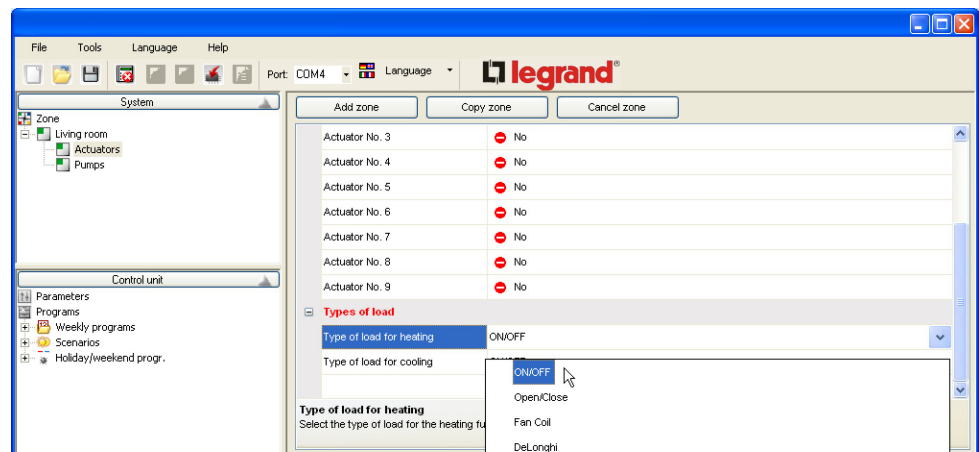 File Tools Language Help
Port: COM4 Language legrand®
System
Zone
Living room
Actuators
Pumps
Control unit
Parameters
Programs
Weekly programs
Scenarios
Holiday/weekend progr.
Add zone Copy zone Cancel zone
Actuator No. 3 No
Actuator No. 4 No
Actuator No. 5 No
Actuator No. 6 No
Actuator No. 7 No
Actuator No. 8 No
Actuator No. 9 No
Types of load
Type of load for heating ON/OFF
Type of load for cooling
ON/OFF
Open/Close
Fan Coil
DeLonghi
Type of load for heating
Select the type of load for the heating fu